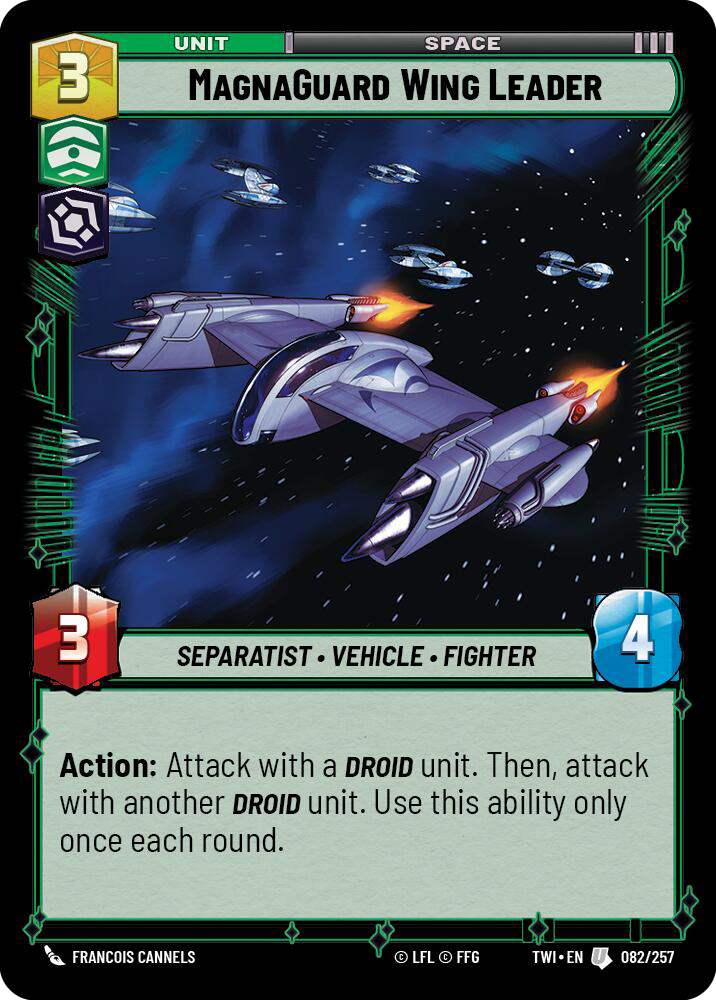 UNIT
SPACE
3
MAGNAGUARD WING LEADER
3
SEPARATIST • VEHICLE • FIGHTER
4
Action: Attack with a DROID unit. Then, attack
with another DROID unit. Use this ability only
once each round.
FRANCOIS CANNELS
© LFL © FFG
TWI • EN
U
082/257